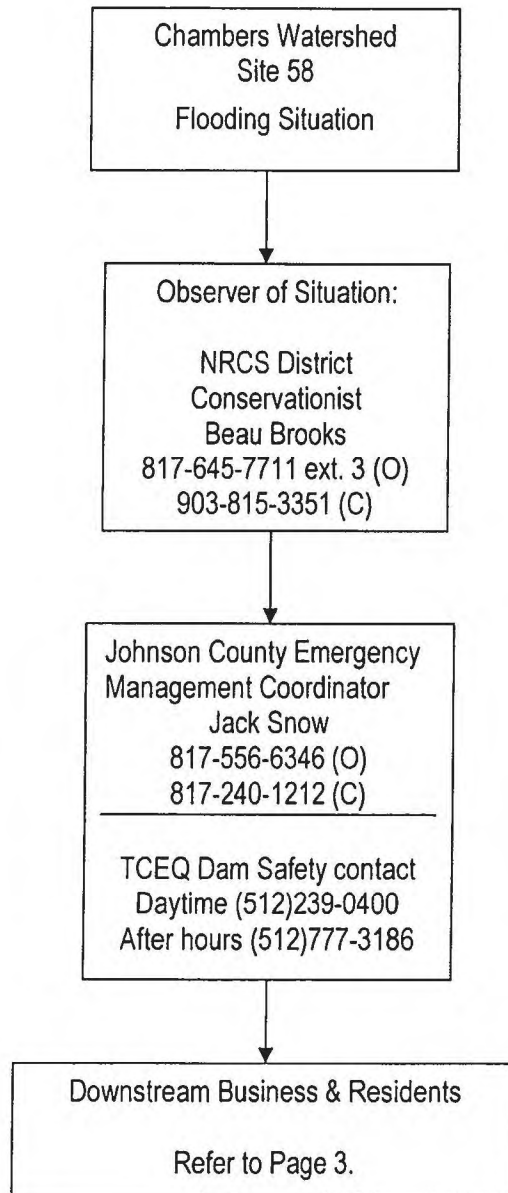 Chambers Watershed
Site 58
Flooding Situation
Observer of Situation:
NRCS District
Conservationist
Beau Brooks
817-645-7711 ext. 3 (O)
903-815-3351 (C)
Johnson County Emergency
Management Coordinator
Jack Snow
817-556-6346 (O)
817-240-1212 (C)
TCEQ Dam Safety contact
Daytime (512)239-0400
After hours (512)777-3186
Downstream Business & Residents
Refer to Page 3.